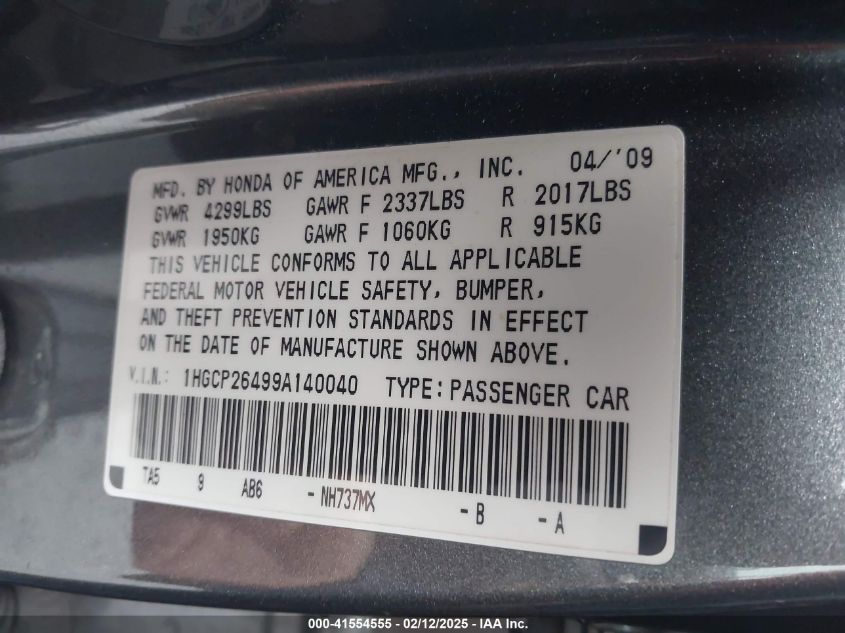 MFD. BY HONDA OF AMERICA MFG., INC. 04/'09
GVWR 4299LBS GAWR F 2337LBS R 2017LBS
GVWR 1950KG GAWR F 1060KG R 915KG
THIS VEHICLE CONFORMS TO ALL APPLICABLE
FEDERAL MOTOR VEHICLE SAFETY, BUMPER,
AND THEFT PREVENTION STANDARDS IN EFFECT
ON THE DATE OF MANUFACTURE SHOWN ABOVE.
V.I.N.: 1HGCP26499A140040 TYPE: PASSENGER CAR
TA5 9 AB6 -NH737MX -B -A
000-41554555 - 02/12/2025 - IAA Inc.